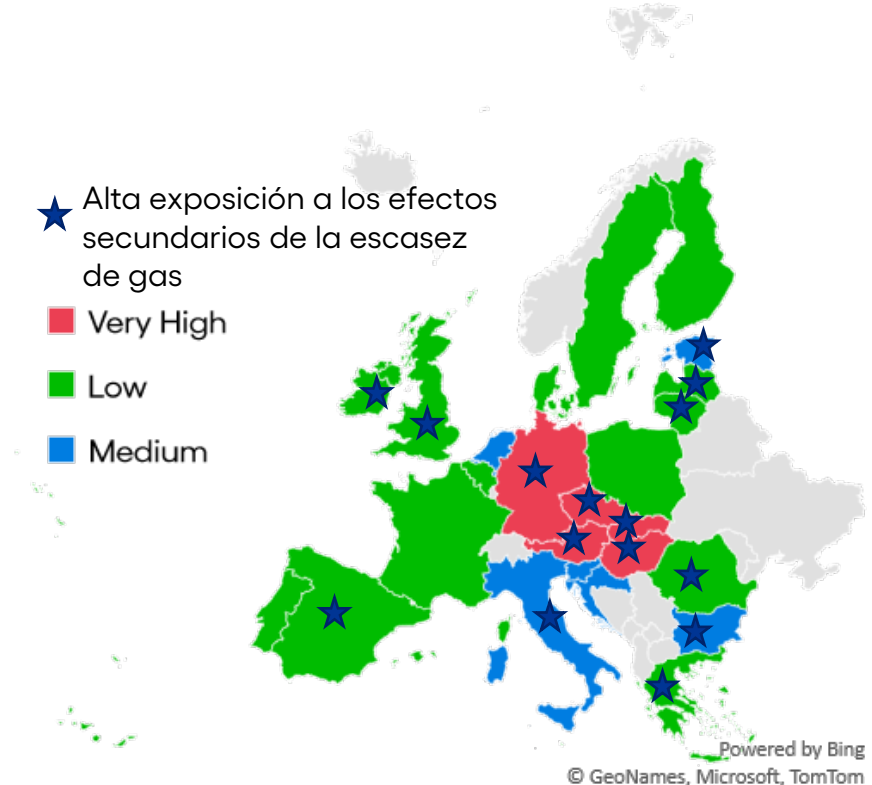 Alta exposición a los efectos
secundarios de la escasez
de gas
Very High
Low
Medium
Powered by Bing
© GeoNames, Microsoft, TomTom